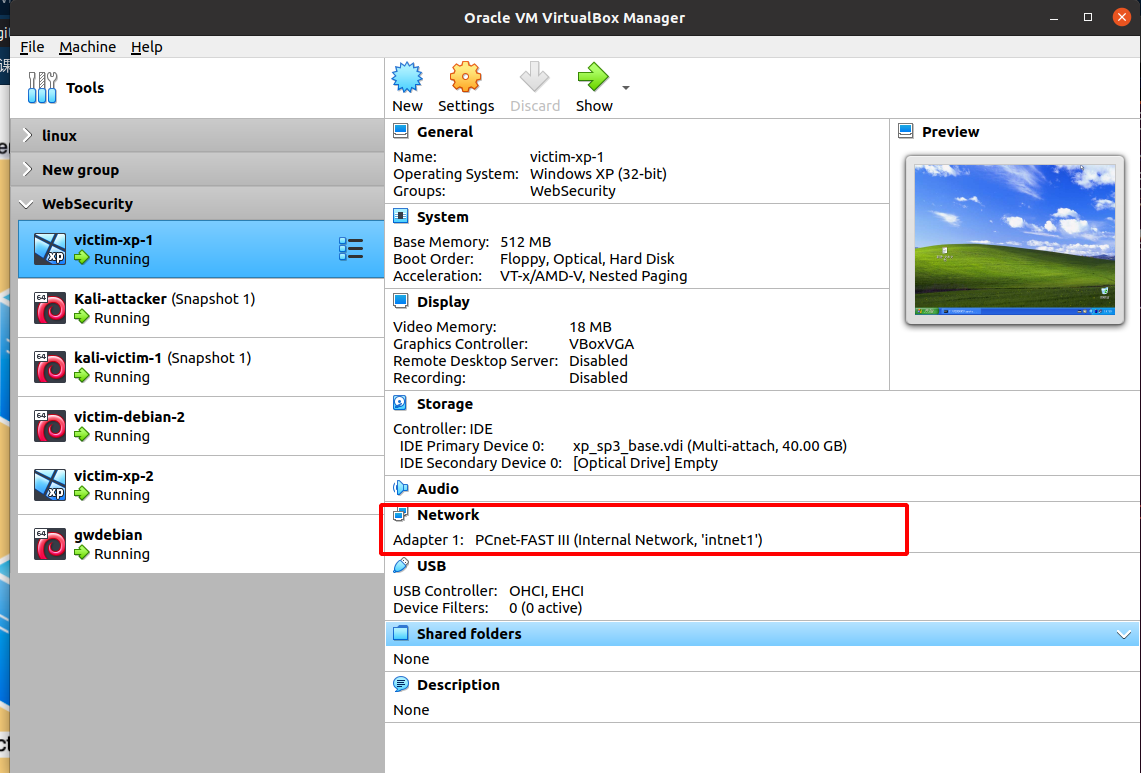 Oracle VM VirtualBox Manager
File Machine Help
Tools
New Settings Discard Show
linux
New group
WebSecurity
victim-xp-1
Running
Kali-attacker (Snapshot 1)
Running
kali-victim-1 (Snapshot 1)
Running
victim-debian-2
Running
victim-xp-2
Running
gwdebian
Running
General
Name: victim-xp-1
Operating System: Windows XP (32-bit)
Groups: WebSecurity
Preview
System
Base Memory: 512 MB
Boot Order: Floppy, Optical, Hard Disk
Acceleration: VT-x/AMD-V, Nested Paging
Display
Video Memory: 18 MB
Graphics Controller: VBoxVGA
Remote Desktop Server: Disabled
Recording: Disabled
Storage
Controller: IDE
IDE Primary Device 0: xp_sp3_base.vdi (Multi-attach, 40.00 GB)
IDE Secondary Device 0: [Optical Drive] Empty
Audio
Network
Adapter 1: PCnet-FAST III (Internal Network, 'intnet1')
USB
USB Controller: OHCI, EHCI
Device Filters: 0 (0 active)
Shared folders
None
Description
None